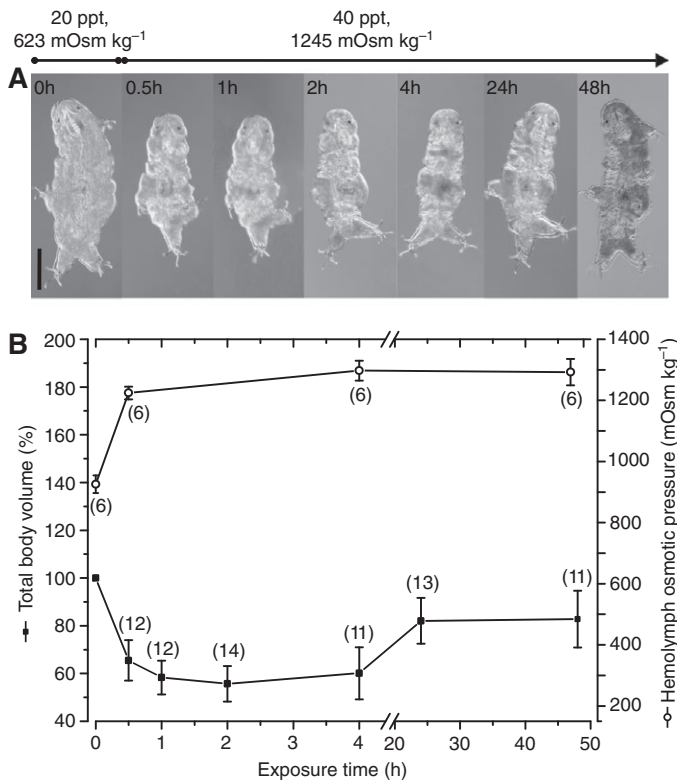 20 ppt,
623 mOsm kg⁻¹
40 ppt,
1245 mOsm kg⁻¹
A
0h 0.5h 1h 2h 4h 24h 48h
B
200
180
160
140
120
100
80
60
40
Total body volume (%)
1400
1200
1000
900
800
600
400
200
Hemolymph osmotic pressure (mOsm kg⁻¹)
(6) (6) (6) (6)
(12) (12) (14) (11) (13) (11)
0 1 2 3 4 20 30 40 50
Exposure time (h)